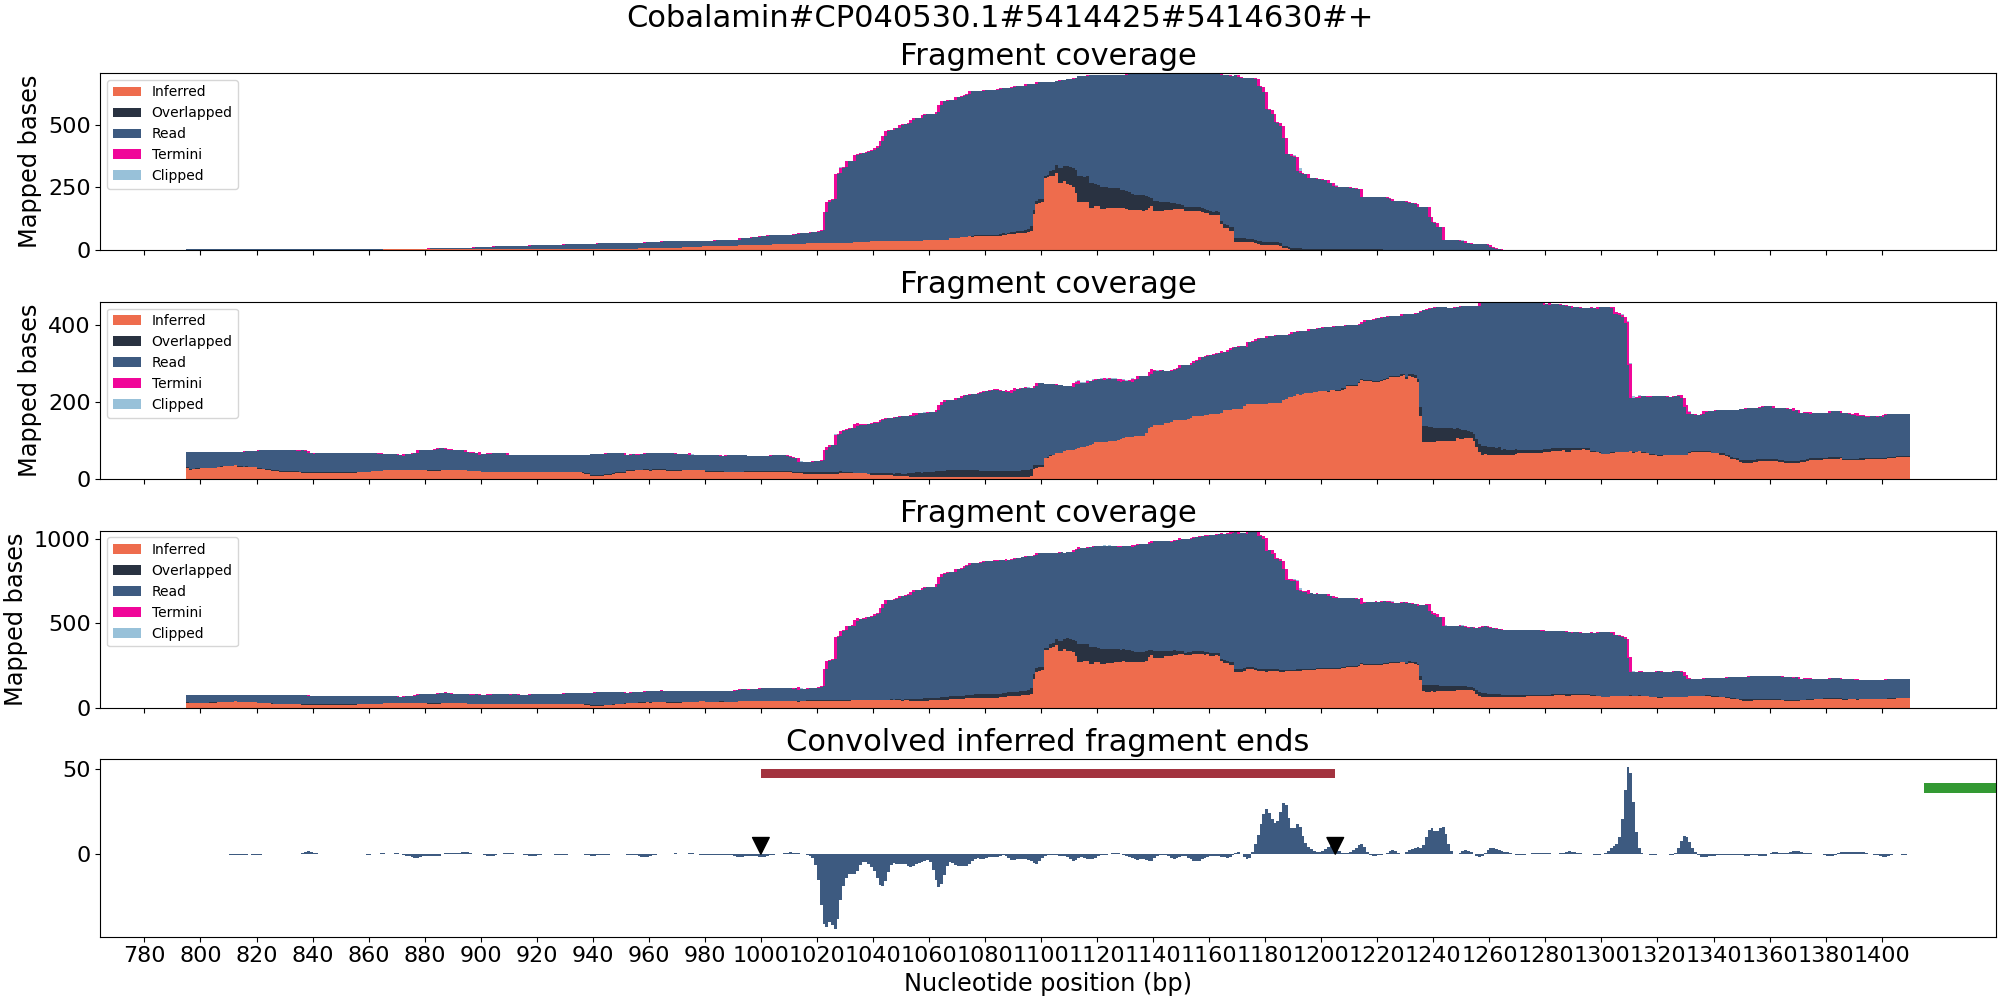 Cobalamin#CP040530.1#5414425#5414630#+
Fragment coverage
Mapped bases
500
250
0
Inferred
Overlapped
Read
Termini
Clipped
Fragment coverage
Mapped bases
400
200
0
Inferred
Overlapped
Read
Termini
Clipped
Fragment coverage
Mapped bases
1000
500
0
Inferred
Overlapped
Read
Termini
Clipped
Convolved inferred fragment ends
50
0
780 800 820 840 860 880 900 920 940 960 980 1000 1020 1040 1060 1080 1100 1120 1140 1160 1180 1200 1220 1240 1260 1280 1300 1320 1340 1360 1380 1400
Nucleotide position (bp)